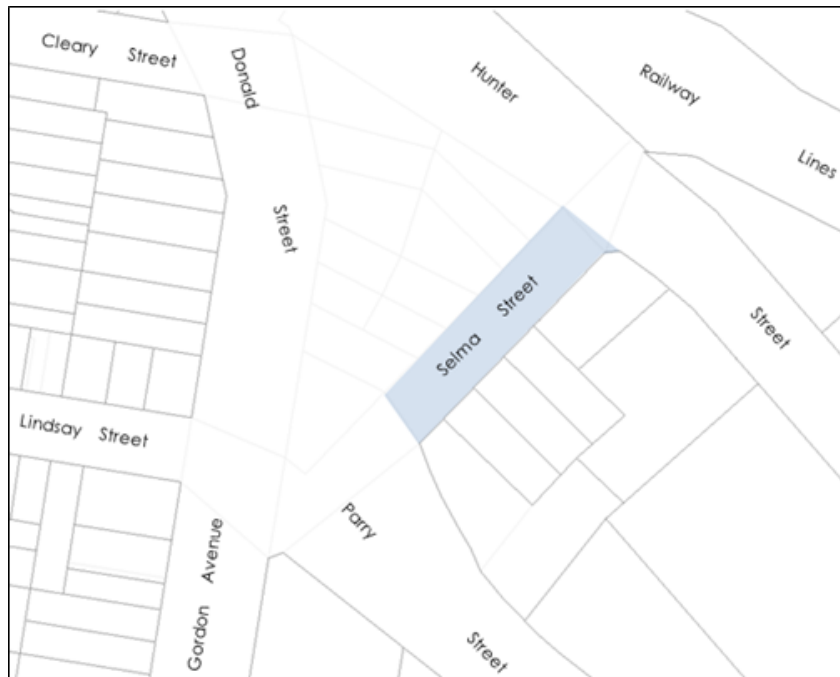 Cleary Street
Donald Street
Hunter Street
Railway Lines
Selma Street
Lindsay Street
Parry Street
Gordon Avenue